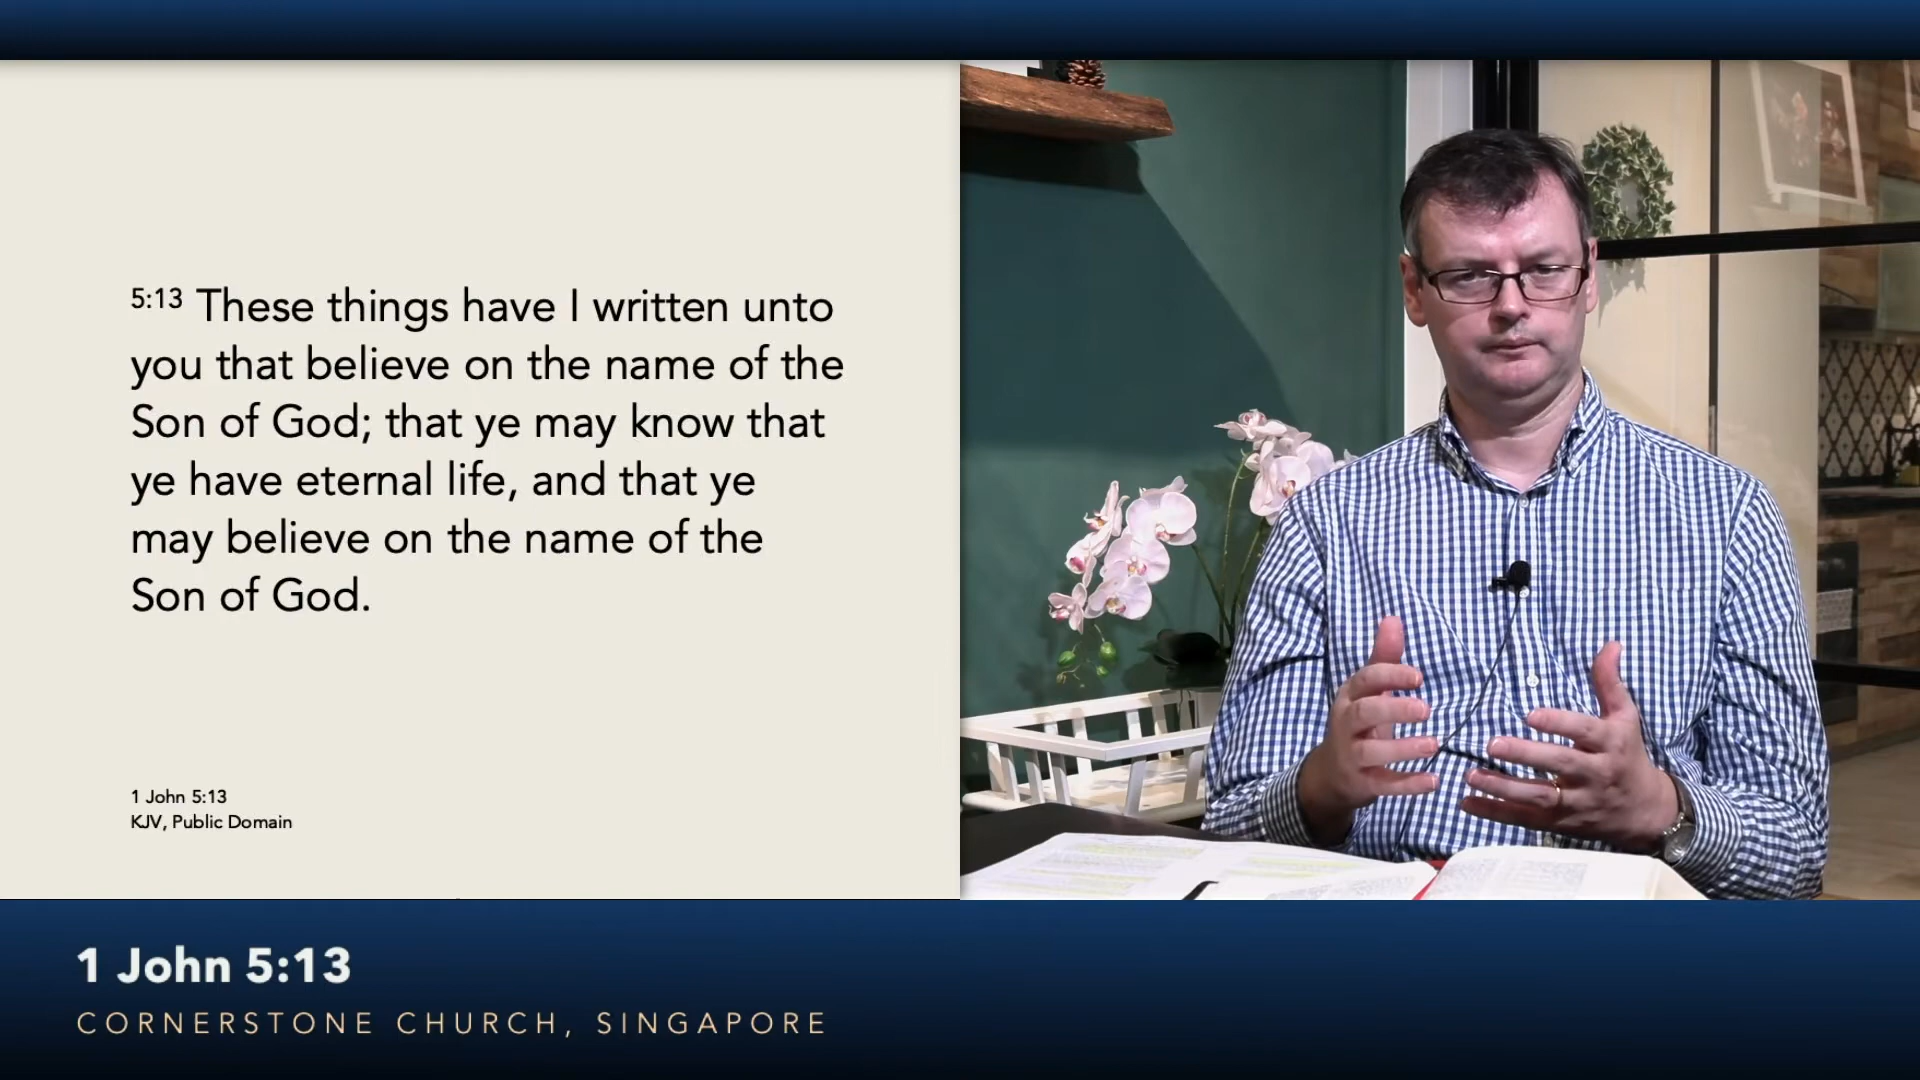 5:13 These things have I written unto
you that believe on the name of the
Son of God; that ye may know that
ye have eternal life, and that ye
may believe on the name of the
Son of God.
1 John 5:13
KJV, Public Domain
1 John 5:13
CORNERSTONE CHURCH, SINGAPORE